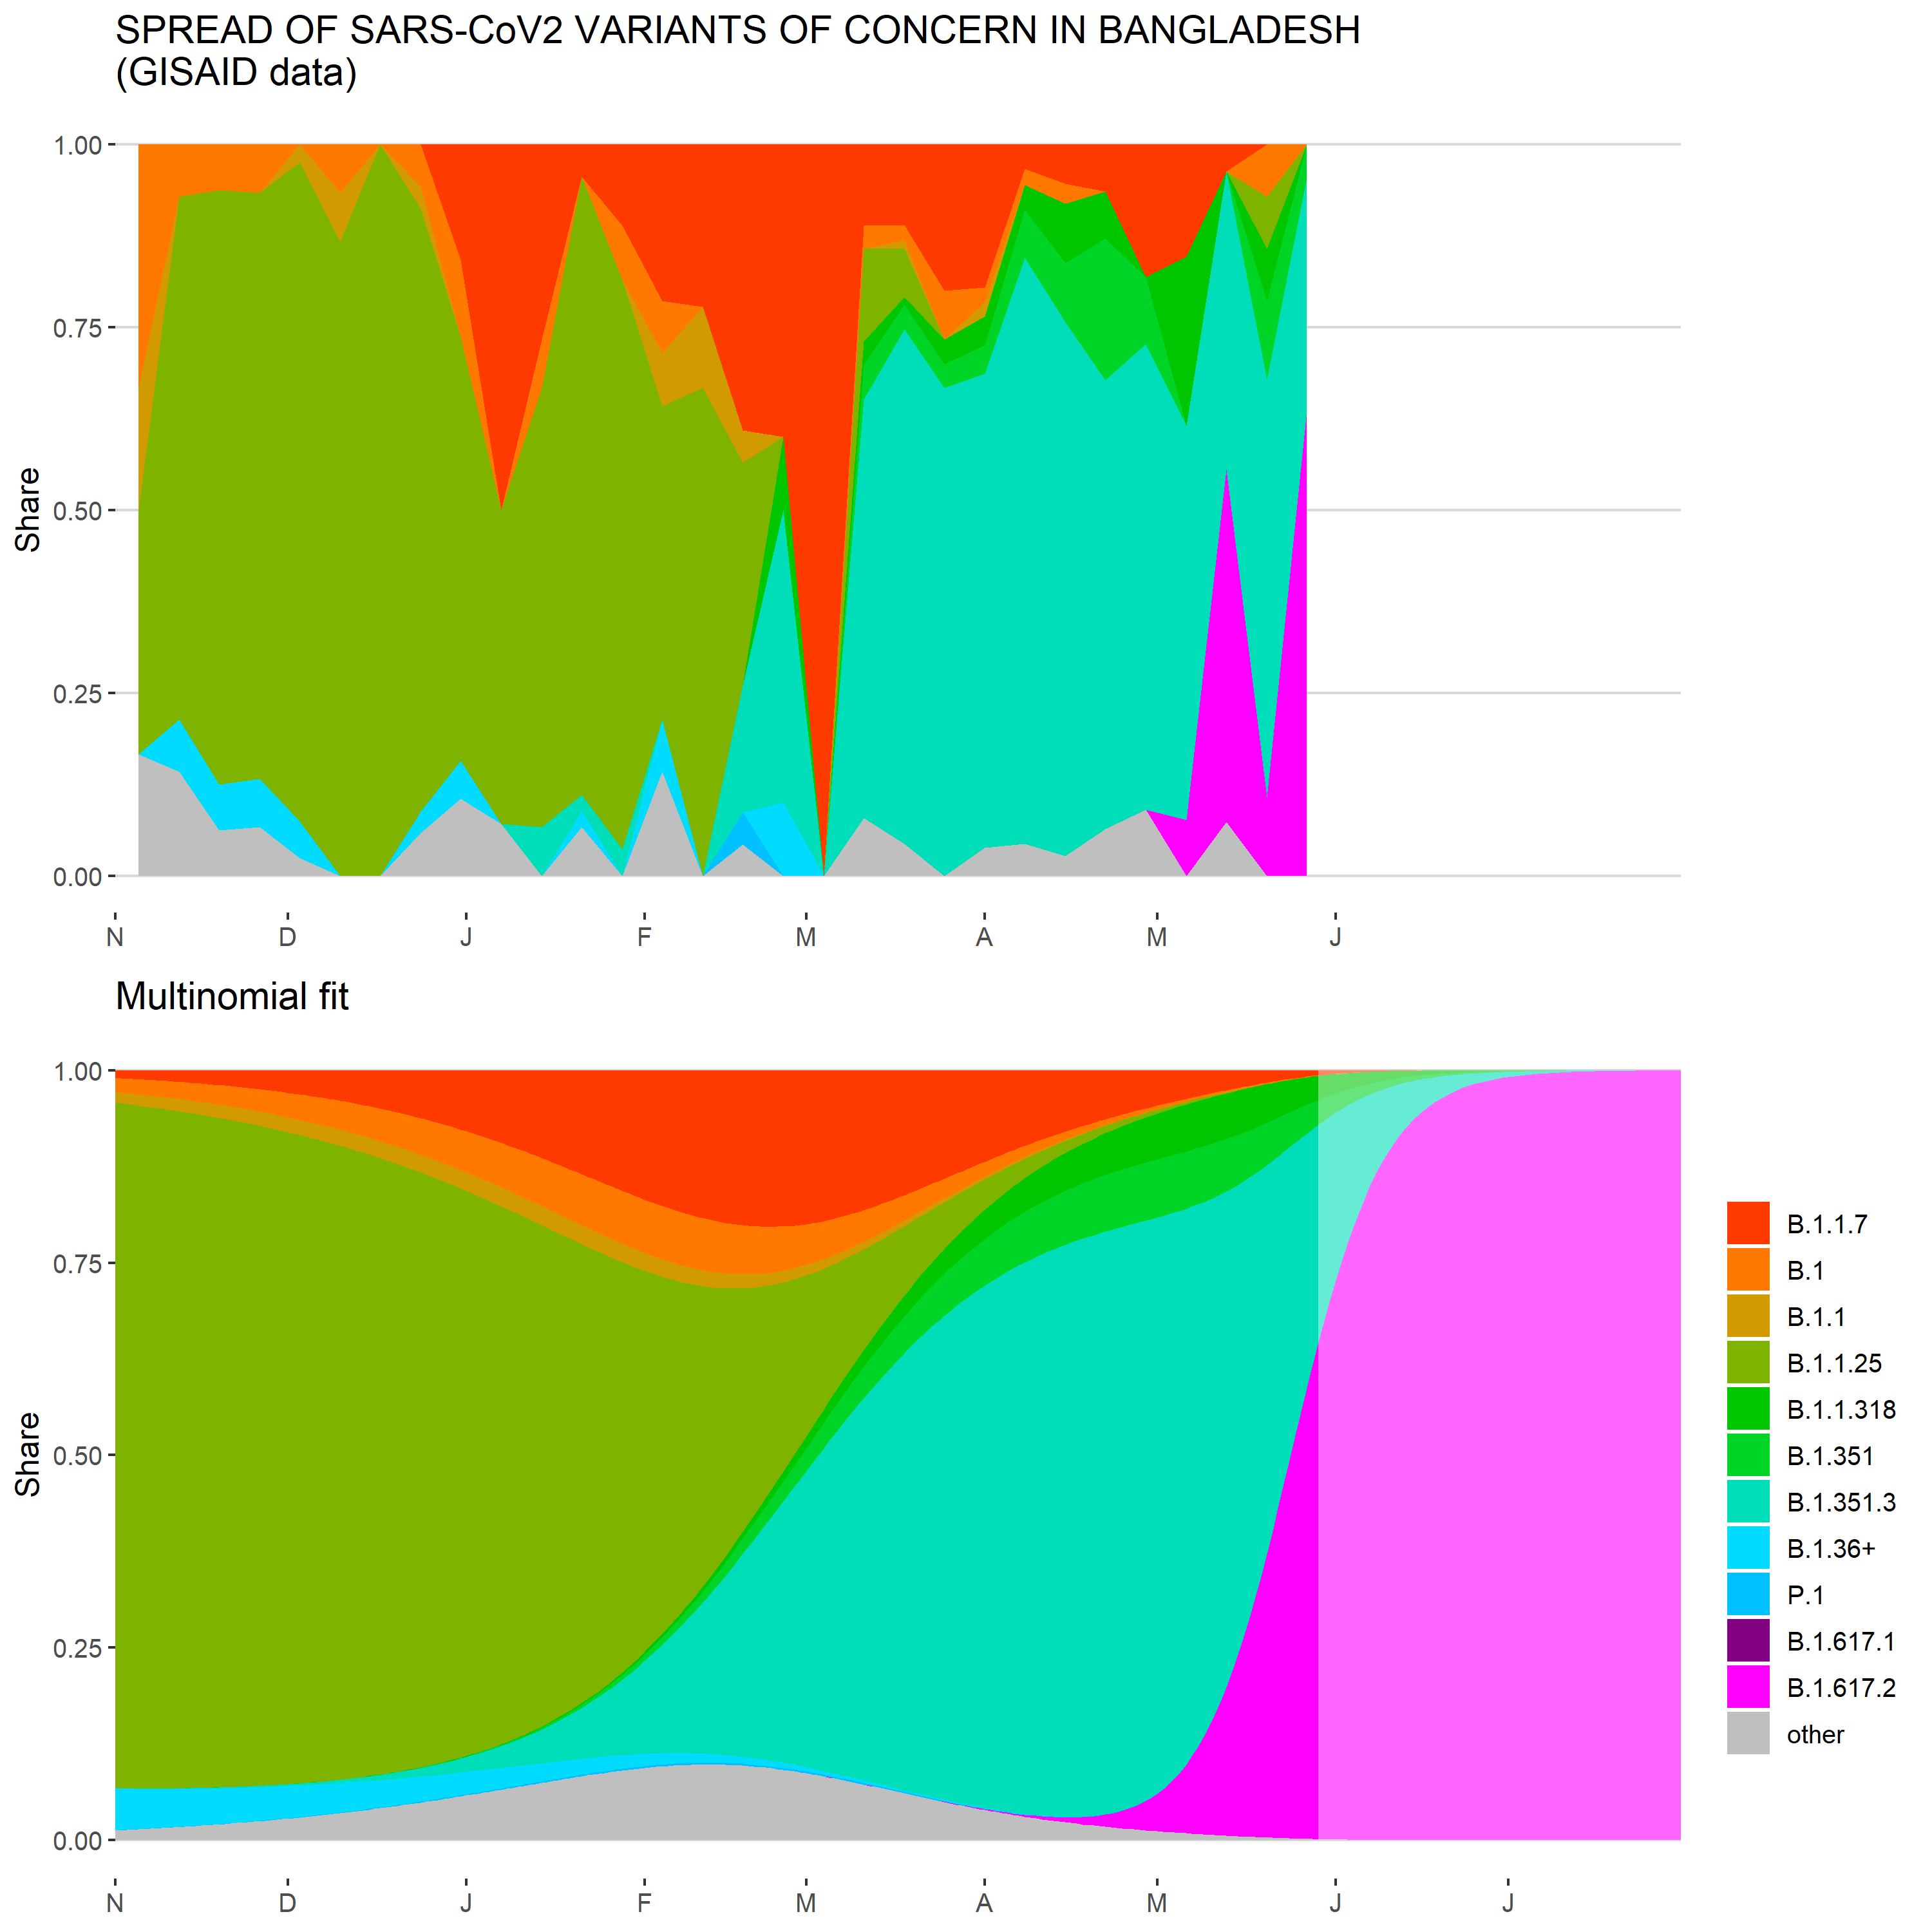 SPREAD OF SARS-CoV2 VARIANTS OF CONCERN IN BANGLADESH
(GISAID data)
1.00
0.75
0.50
0.25
0.00
Share
N D J F M A M J
Multinomial fit
1.00
0.75
0.50
0.25
0.00
Share
N D J F M A M J J
B.1.1.7
B.1
B.1.1
B.1.1.25
B.1.1.318
B.1.351
B.1.351.3
B.1.36+
P.1
B.1.617.1
B.1.617.2
other